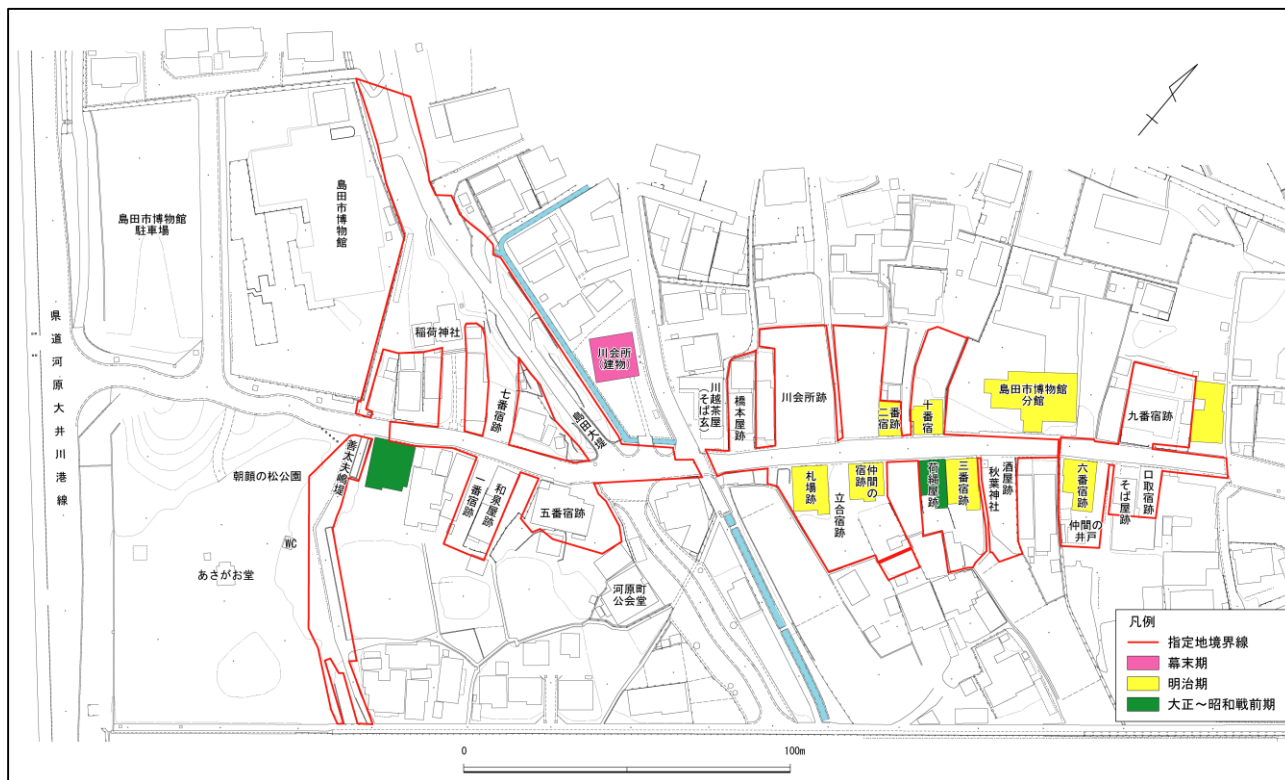 島田市博物館
駐車場
島田市博物館
県道河原大井川港線
稲荷神社
七番宿跡
島田大堤
川会所
(建物)
川越茶屋
(そば玄)
橋本屋跡
川会所跡
二番
宿跡
十番
宿
島田市博物館
分館
九番宿跡
善太夫嶋堤
朝顔の松公園
WC
あさがお堂
一番宿跡
和泉屋跡
五番宿跡
河原町
公会堂
札場跡
立合宿跡
仲間の
宿跡
荷縄屋跡
三番宿跡
秋葉神社
酒屋跡
六番宿跡
仲間の
井戸
そば屋跡
口取宿跡
凡例
指定地境界線
幕末期
明治期
大正~昭和戦前期
0
100m